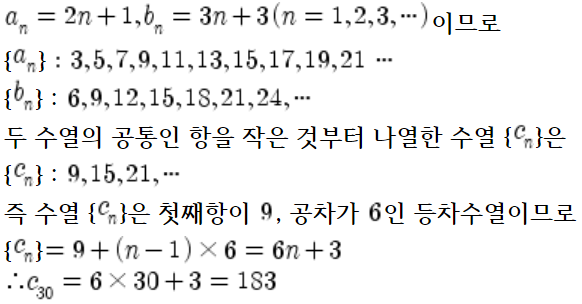 aₙ = 2n+1, bₙ = 3n+3 (n = 1,2,3,⋯) 이므로
{aₙ} : 3,5,7,9,11,13,15,17,19,21 ⋯
{bₙ} : 6,9,12,15,18,21,24,⋯
두 수열의 공통인 항을 작은 것부터 나열한 수열 {cₙ}은
{cₙ} : 9,15,21,⋯
즉 수열 {cₙ}은 첫째항이 9, 공차가 6인 등차수열이므로
{cₙ} = 9 + (n−1) × 6 = 6n + 3
∴c₃₀ = 6 × 30 + 3 = 183